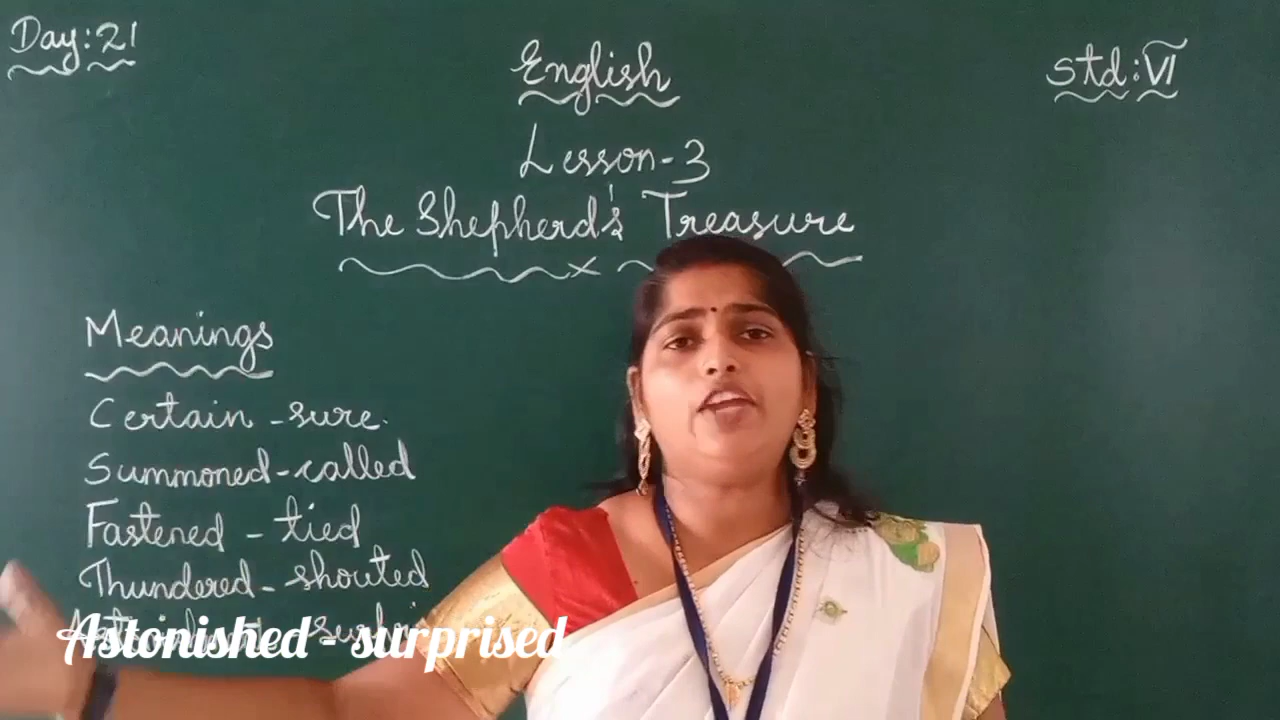 Day:21
English
Std:VI
Lesson-3
The Shepherd's Treasure
Meanings
Certain - sure.
Summoned - called
Fastened - tied
Thundered - shouted
Astonished - surprised